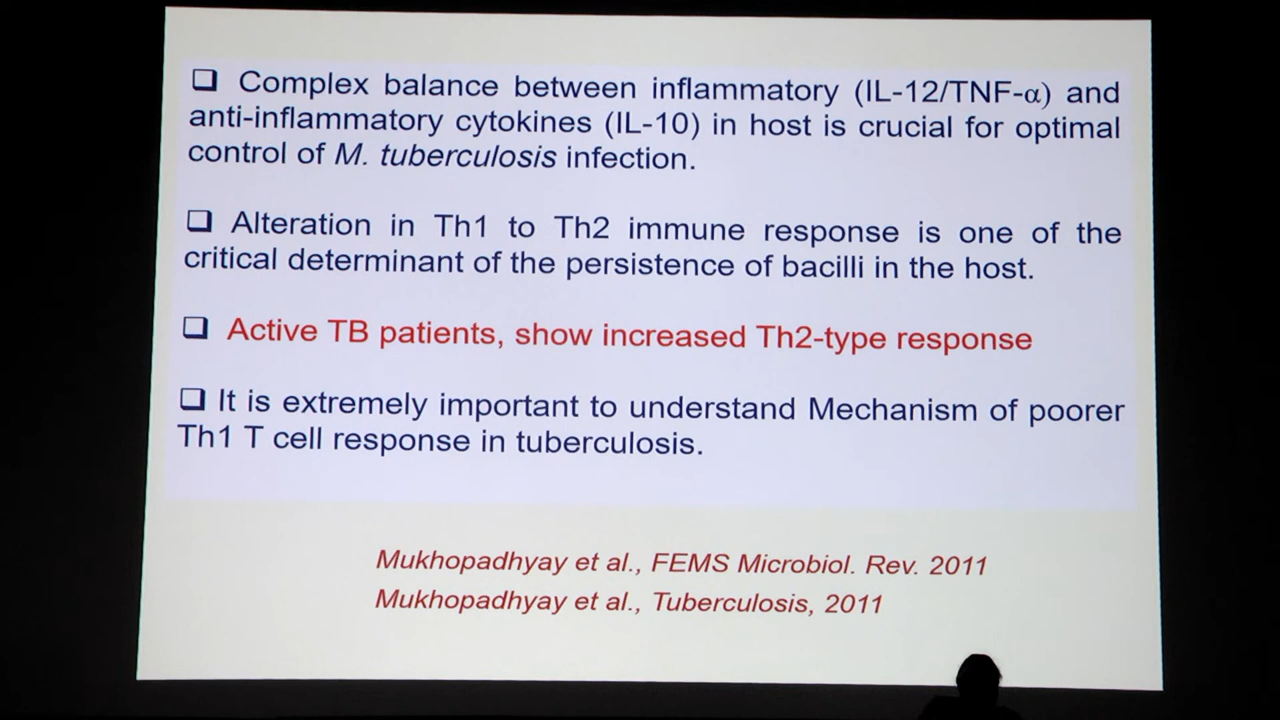 ❑ Complex balance between inflammatory (IL-12/TNF-α) and
anti-inflammatory cytokines (IL-10) in host is crucial for optimal
control of M. tuberculosis infection.
❑ Alteration in Th1 to Th2 immune response is one of the
critical determinant of the persistence of bacilli in the host.
❑ Active TB patients, show increased Th2-type response
❑ It is extremely important to understand Mechanism of poorer
Th1 T cell response in tuberculosis.
Mukhopadhyay et al., FEMS Microbiol. Rev. 2011
Mukhopadhyay et al., Tuberculosis, 2011